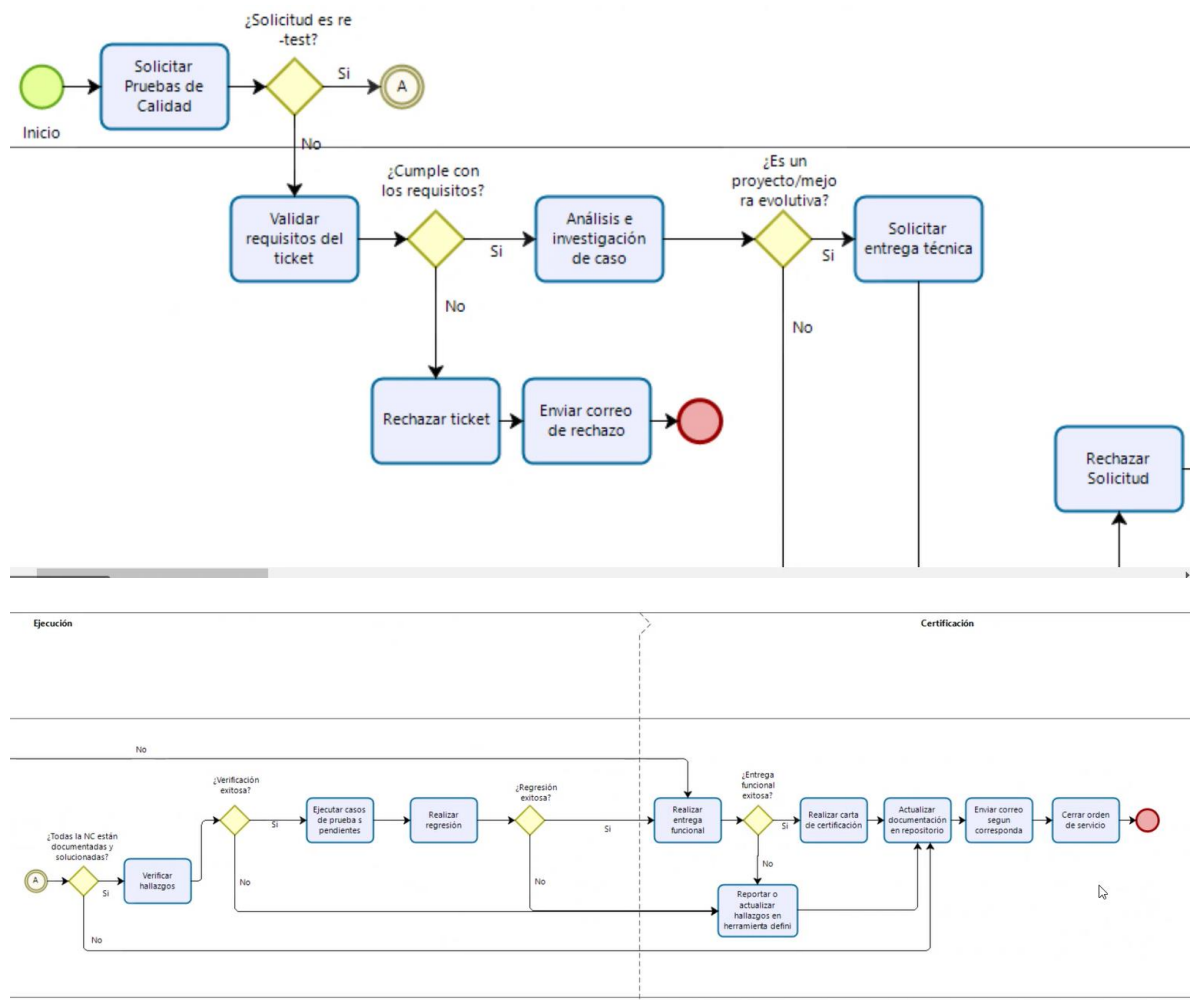 ¿Solicitud es re
-test?
Solicitar
Pruebas de
Calidad
Si
A
Inicio
No
¿Cumple con
los requisitos?
¿Es un
proyecto/mejo
ra evolutiva?
Validar
requisitos del
ticket
Si
Análisis e
investigación
de caso
Si
Solicitar
entrega técnica
No
No
Rechazar ticket
Enviar correo
de rechazo
Rechazar
Solicitud
Ejecución
Certificación
No
¿Verificación
exitosa?
¿Regresión
exitosa?
¿Entrega
funcional
exitosa?
Si
Ejecutar casos
de prueba s
pendientes
Realizar
regresión
Si
Realizar
entrega
funcional
Si
Realizar carta
de certificación
Actualizar
documentación
en repositorio
Enviar correo
segun
corresponda
Cerrar orden
de servicio
¿Todas la NC están
documentadas y
solucionadas?
A
Si
Verificar
hallazgos
No
No
No
Reportar o
actualizar
hallazgos en
herramienta defini
No